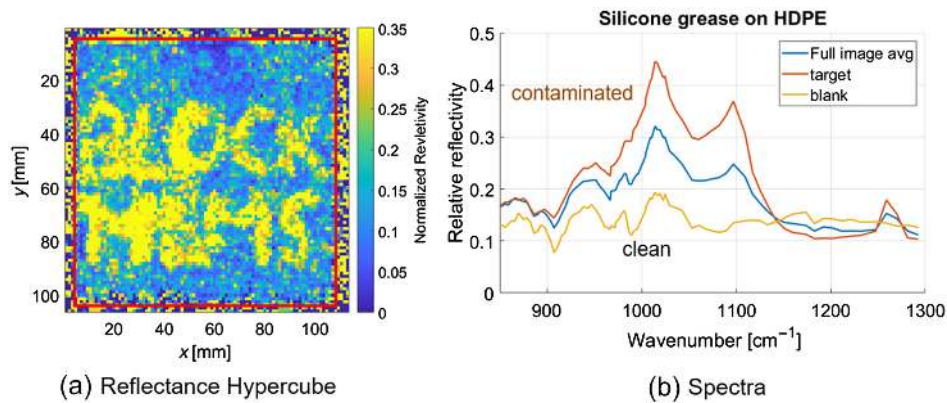 Silicone grease on HDPE
0.35
0.3
0.25
0.2
0.15
0.1
0.05
0
Normalized Revletivity
20
40
60
80
100
y [mm]
20 40 60 80 100
x [mm]
(a) Reflectance Hypercube
0.5
0.4
0.3
0.2
0.1
0
Relative reflectivity
Full image avg
target
blank
contaminated
clean
900 1000 1100 1200 1300
Wavenumber [cm⁻¹]
(b) Spectra